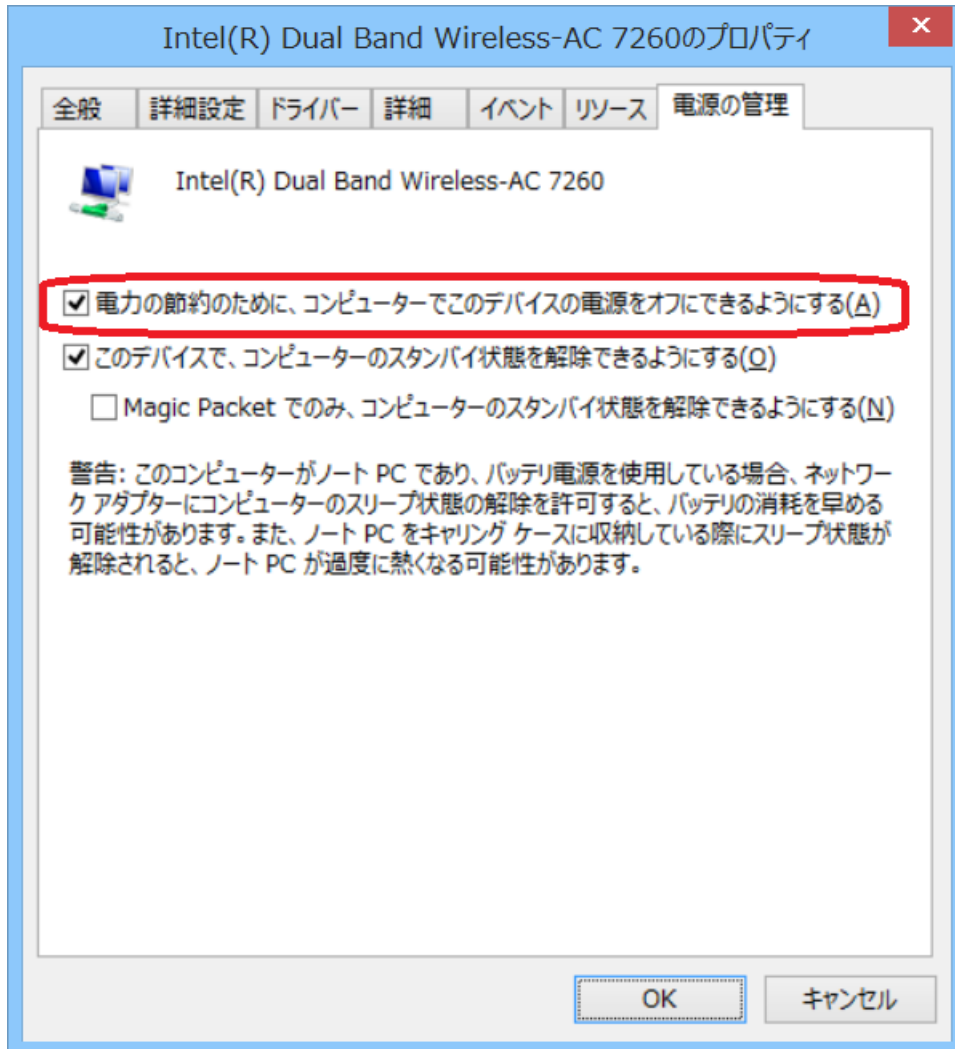 Intel(R) Dual Band Wireless-AC 7260のプロパティ
全般 詳細設定 ドライバー 詳細 イベント リソース 電源の管理
Intel(R) Dual Band Wireless-AC 7260
電力の節約のために、コンピューターでこのデバイスの電源をオフにできるようにする(A)
このデバイスで、コンピューターのスタンバイ状態を解除できるようにする(O)
Magic Packet でのみ、コンピューターのスタンバイ状態を解除できるようにする(N)
警告: このコンピューターがノート PC であり、バッテリ電源を使用している場合、ネットワー
ク アダプターにコンピューターのスリープ状態の解除を許可すると、バッテリの消耗を早める
可能性があります。また、ノート PC をキャリング ケースに収納している際にスリープ状態が
解除されると、ノート PC が過度に熱くなる可能性があります。
OK キャンセル